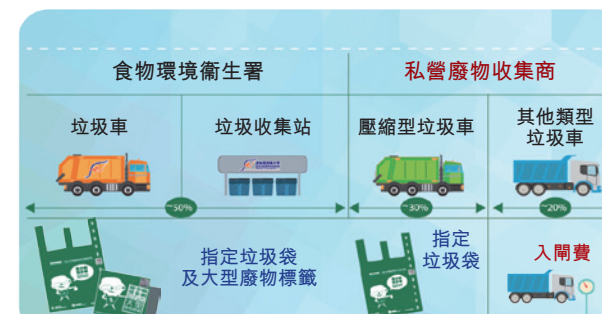 食物環境衞生署
私營廢物收集商
垃圾車
垃圾收集站
壓縮型垃圾車
其他類型
垃圾車
~50%
~30%
~20%
指定垃圾袋
及大型廢物標籤
指定
垃圾袋
入閘費